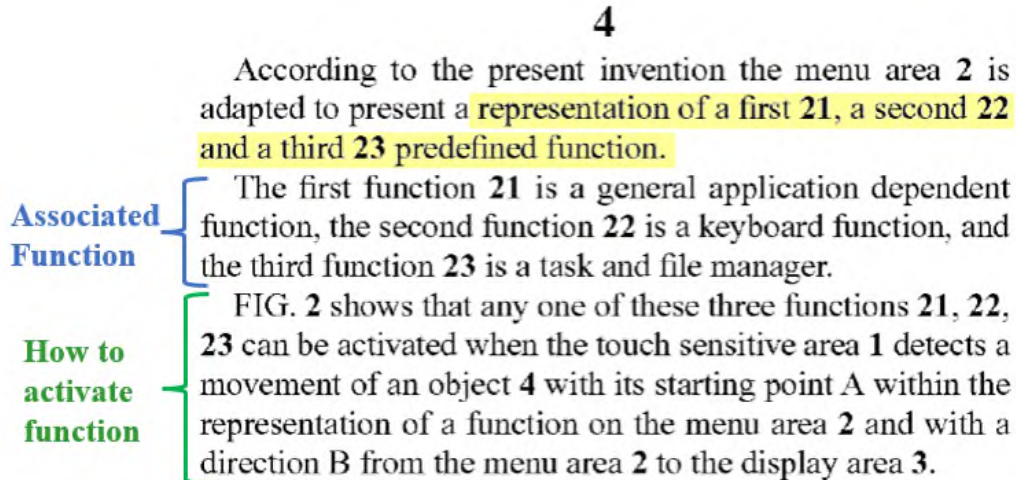 4
According to the present invention the menu area 2 is
adapted to present a representation of a first 21, a second 22
and a third 23 predefined function.
Associated
Function
The first function 21 is a general application dependent
function, the second function 22 is a keyboard function, and
the third function 23 is a task and file manager.
How to
activate
function
FIG. 2 shows that any one of these three functions 21, 22,
23 can be activated when the touch sensitive area 1 detects a
movement of an object 4 with its starting point A within the
representation of a function on the menu area 2 and with a
direction B from the menu area 2 to the display area 3.